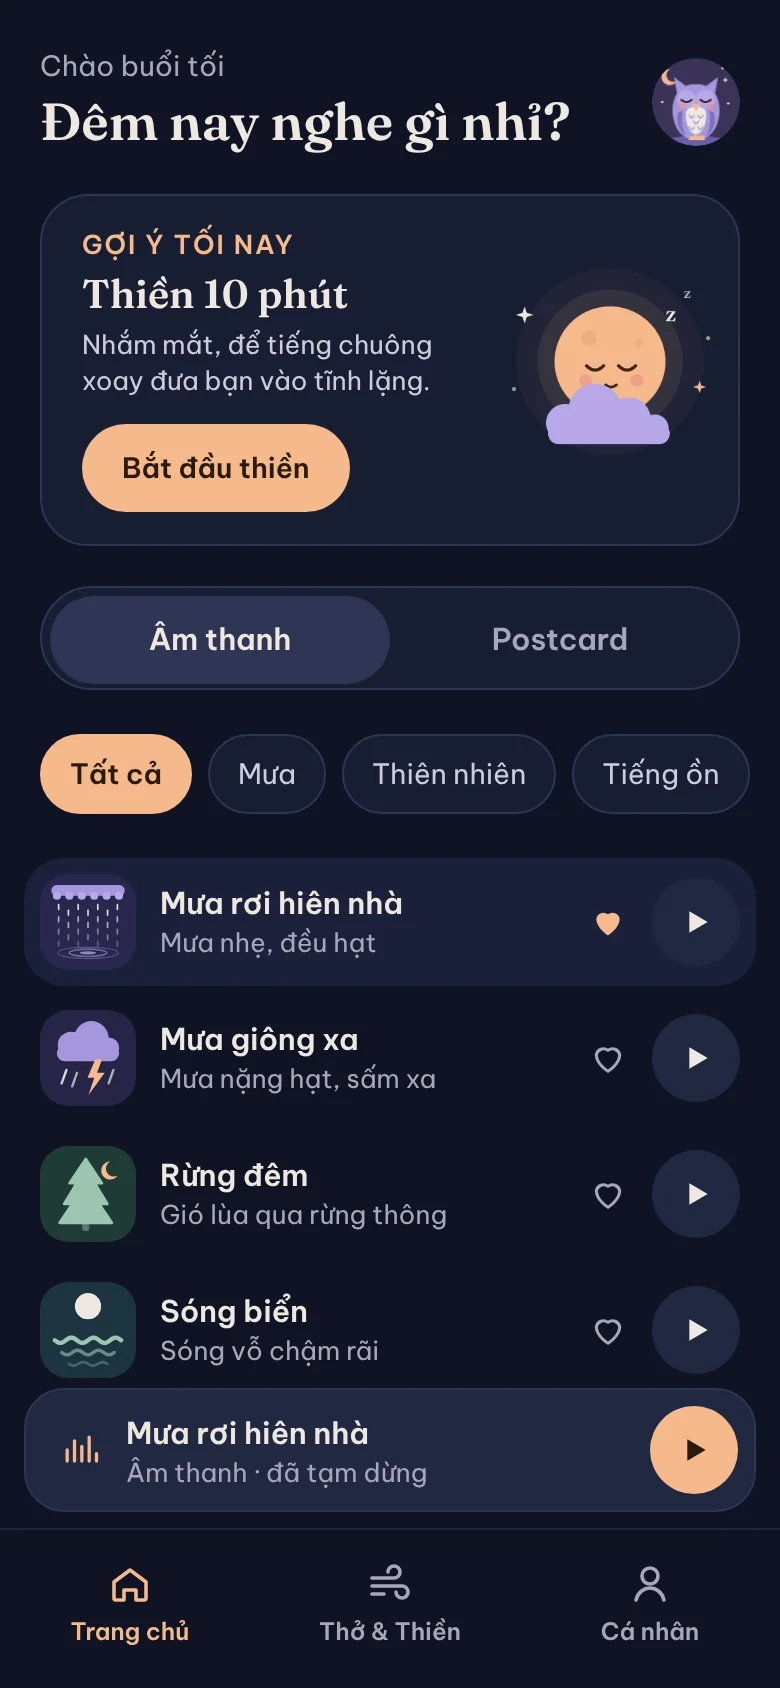 Chào buổi tối
Đêm nay nghe gì nhỉ?
GỢI Ý TỐI NAY
Thiền 10 phút
Nhắm mắt, để tiếng chuông
xoay đưa bạn vào tĩnh lặng.
z
z
Bắt đầu thiền
Âm thanh
Postcard
Tất cả
Mưa
Thiên nhiên
Tiếng ồn
Mưa rơi hiên nhà
Mưa nhẹ, đều hạt
Mưa giông xa
Mưa nặng hạt, sấm xa
Rừng đêm
Gió lùa qua rừng thông
Sóng biển
Sóng vỗ chậm rãi
Mưa rơi hiên nhà
Âm thanh · đã tạm dừng
Trang chủ
Thở & Thiền
Cá nhân